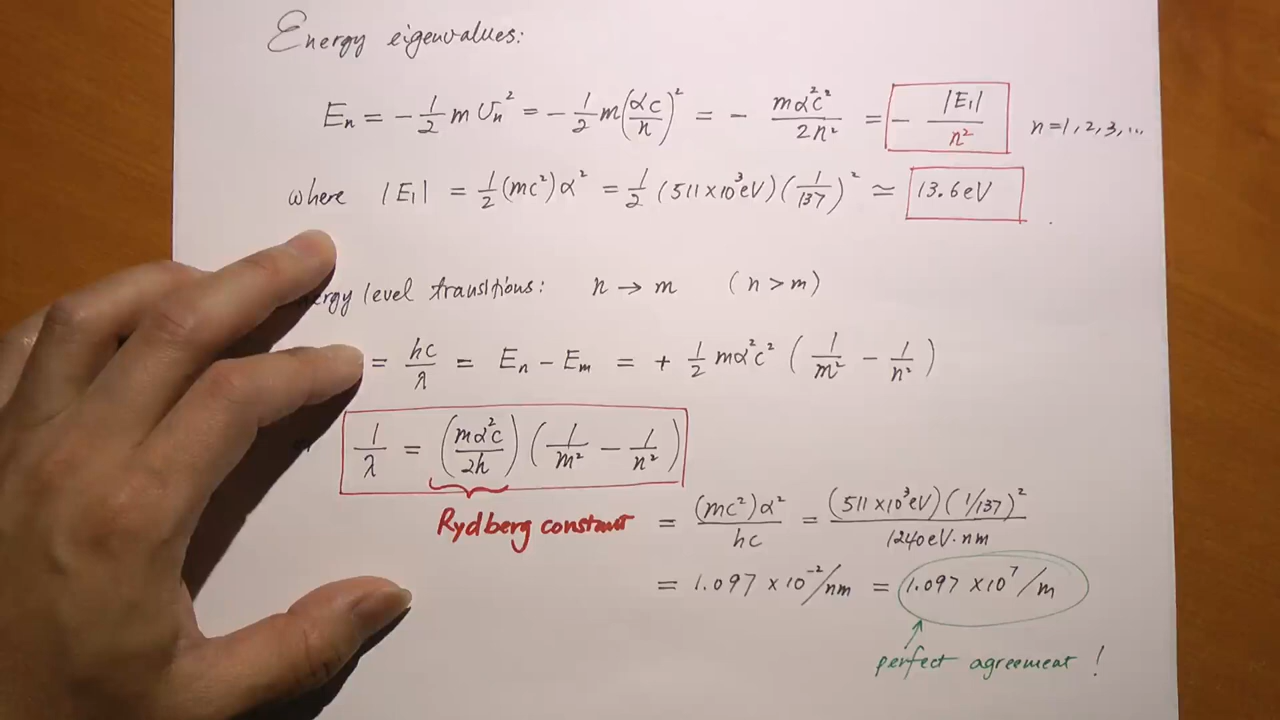 Energy eigenvalues:
Eₙ = -1/2 m υₙ² = -1/2 m(αc/n)² = - mα²c²/2n² = - |E₁|/n² n=1,2,3,...
where |E₁| = 1/2 (mc²)α² = 1/2 (511×10³eV)(1/137)² ≃ 13.6eV
ergy level transitions: n → m (n > m)
= hc/λ = Eₙ - Eₘ = + 1/2 mα²c² (1/m² - 1/n²)
1/λ = (mα²c/2h)(1/m² - 1/n²)
Rydberg constant = (mc²)α²/hc = (511×10³eV)(1/137)²/1240eV·nm
= 1.097×10⁻²/nm = 1.097×10⁷/m
perfect agreement!